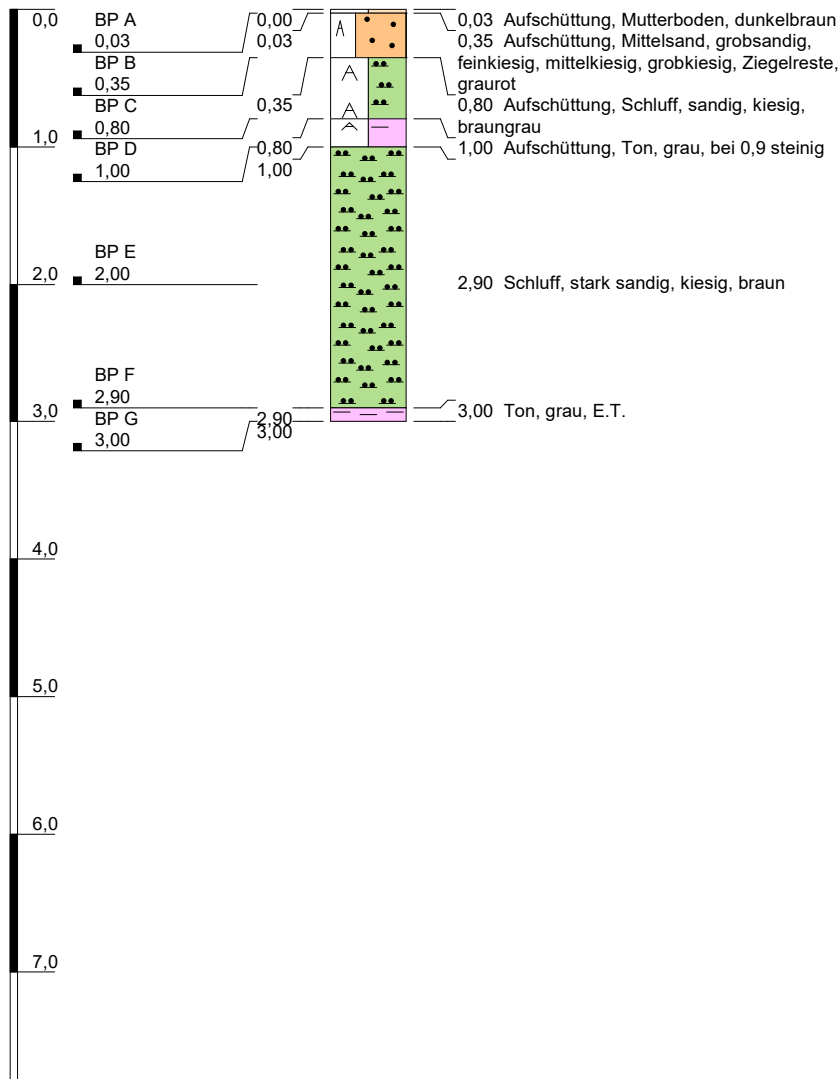 0,0
1,0
2,0
3,0
4,0
5,0
6,0
7,0
BP A
0,03
BP B
0,35
BP C
0,80
BP D
1,00
BP E
2,00
BP F
2,90
BP G
3,00
0,00
0,03
0,35
0,80
1,00
2,90
3,00
0,03 Aufschüttung, Mutterboden, dunkelbraun
0,35 Aufschüttung, Mittelsand, grobsandig,
feinkiesig, mittelkiesig, grobkiesig, Ziegelreste,
graurot
0,80 Aufschüttung, Schluff, sandig, kiesig,
braungrau
1,00 Aufschüttung, Ton, grau, bei 0,9 steinig
2,90 Schluff, stark sandig, kiesig, braun
3,00 Ton, grau, E.T.